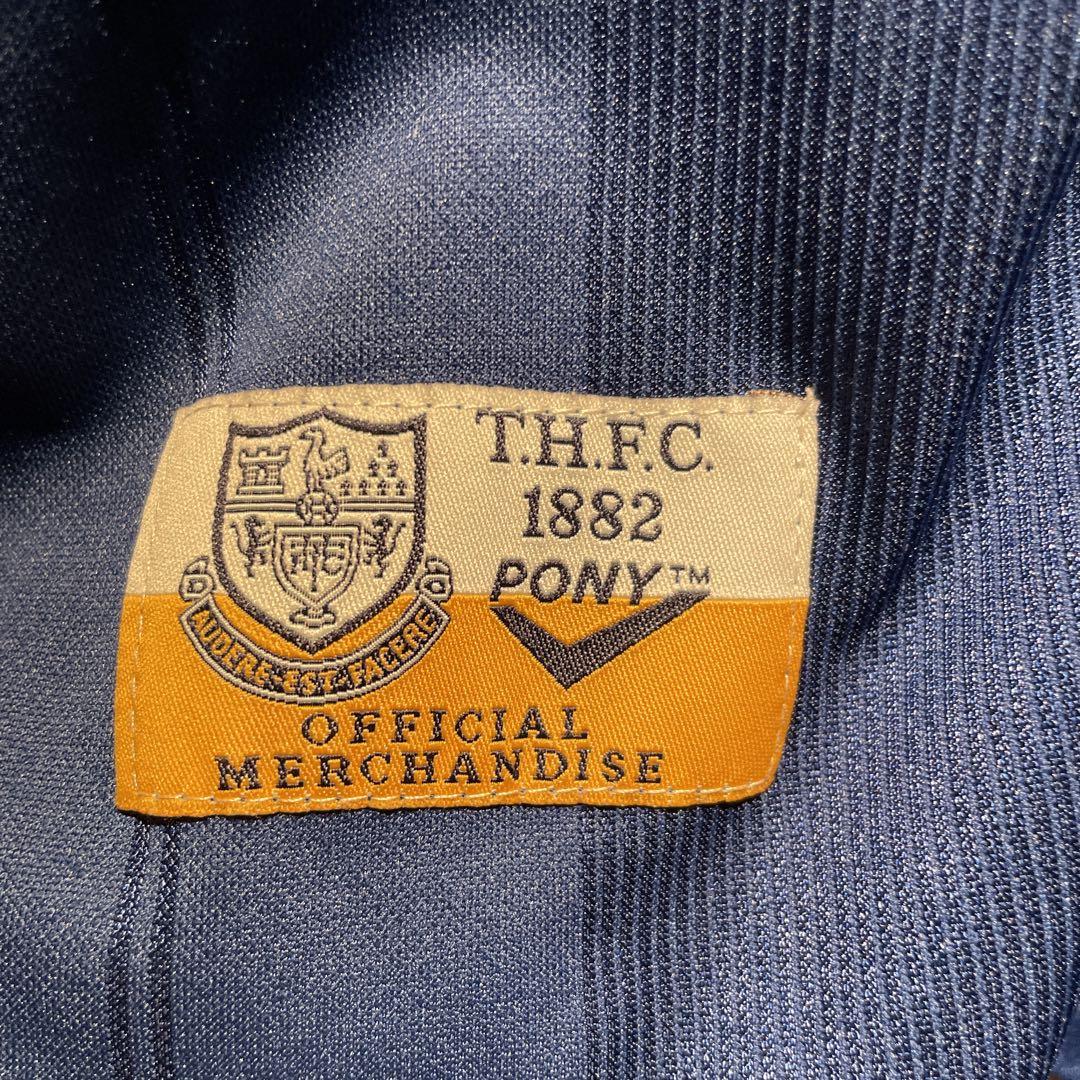 T.H.F.C.
1882
PONY™
AUDERE·EST·FACERE
OFFICIAL
MERCHANDISE